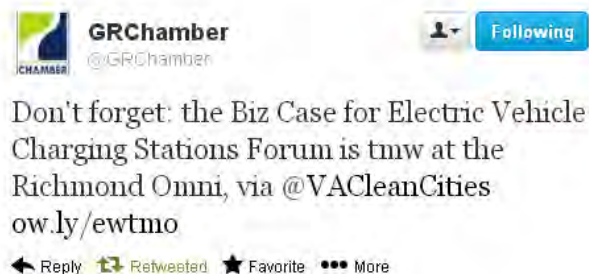 CHAMBER
GRChamber
@GRChamber
Following
Don't forget: the Biz Case for Electric Vehicle
Charging Stations Forum is tmw at the
Richmond Omni, via @VACleanCities
ow.ly/ewtmo
Reply Retweeted Favorite More